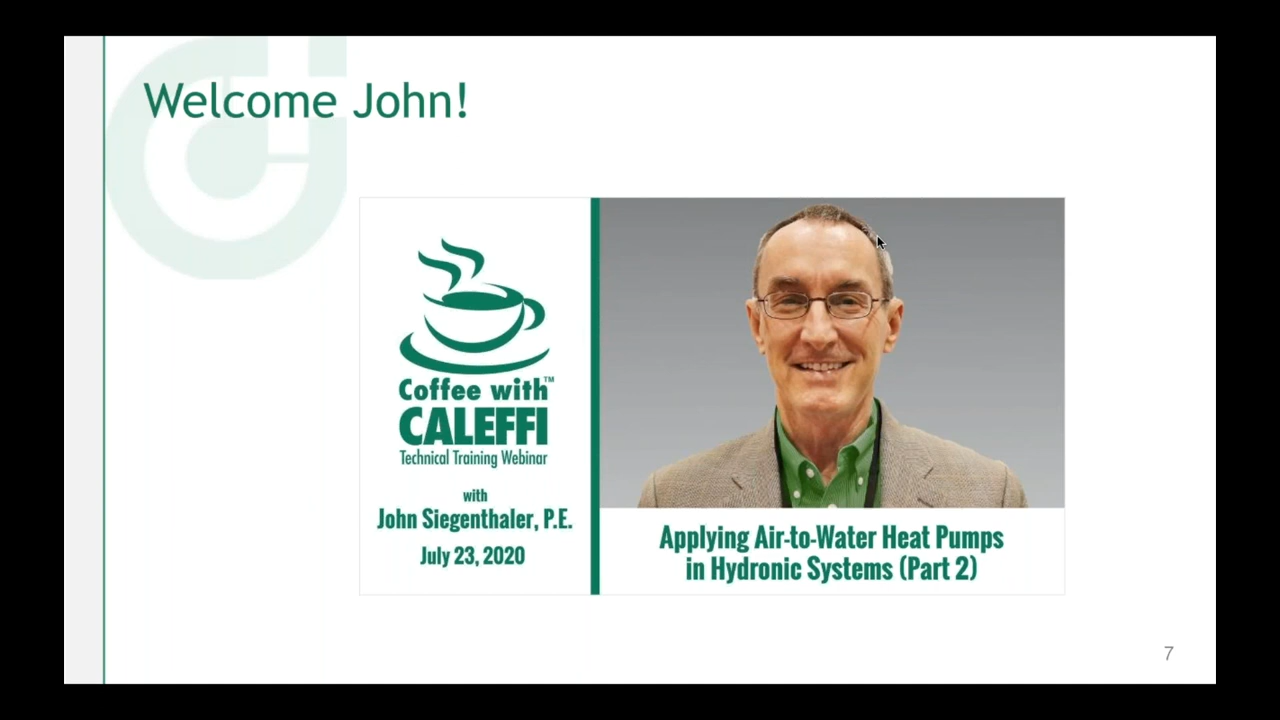 Welcome John!
Coffee with™
CALEFFI
Technical Training Webinar
with
John Siegenthaler, P.E.
July 23, 2020
Applying Air-to-Water Heat Pumps
in Hydronic Systems (Part 2)
7